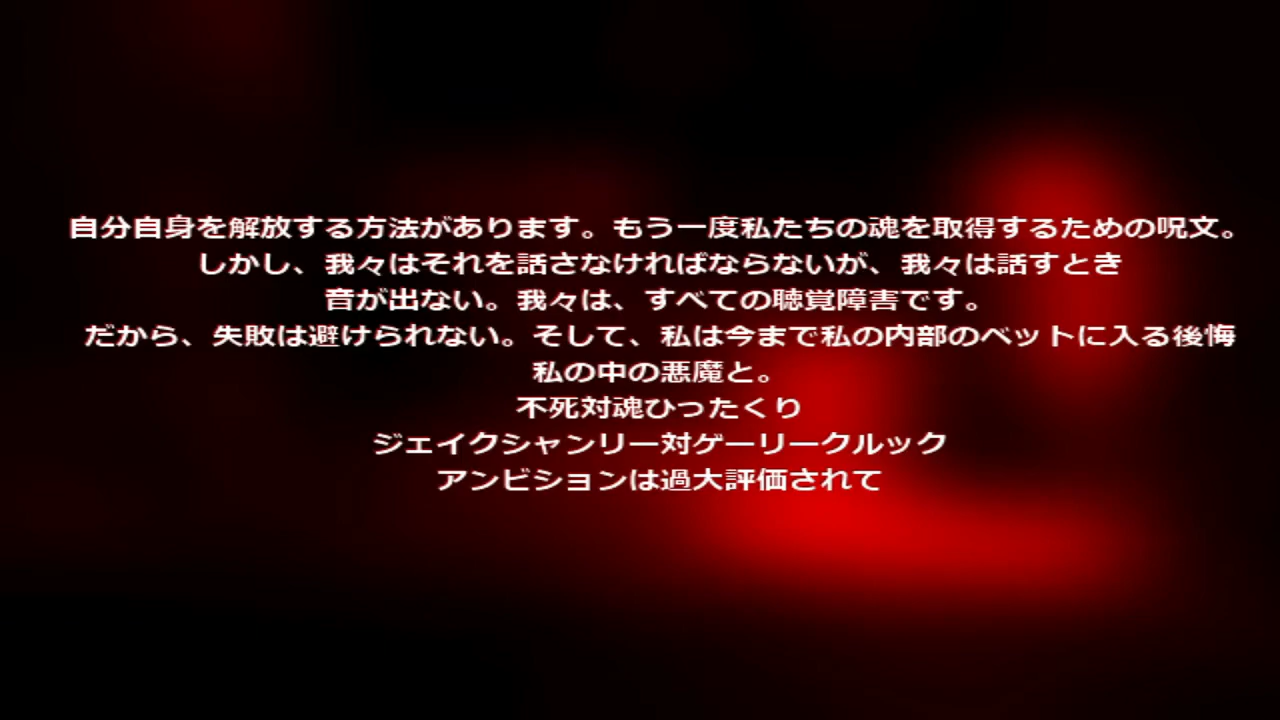 自分自身を解放する方法があります。もう一度私たちの魂を取得するための呪文。
しかし、我々はそれを話さなければならないが、我々は話すとき
音が出ない。我々は、すべての聴覚障害です。
だから、失敗は避けられない。そして、私は今まで私の内部のベットに入る後悔
私の中の悪魔と。
不死対魂ひったくり
ジェイクシャンリー対ゲーリークルック
アンビションは過大評価されて